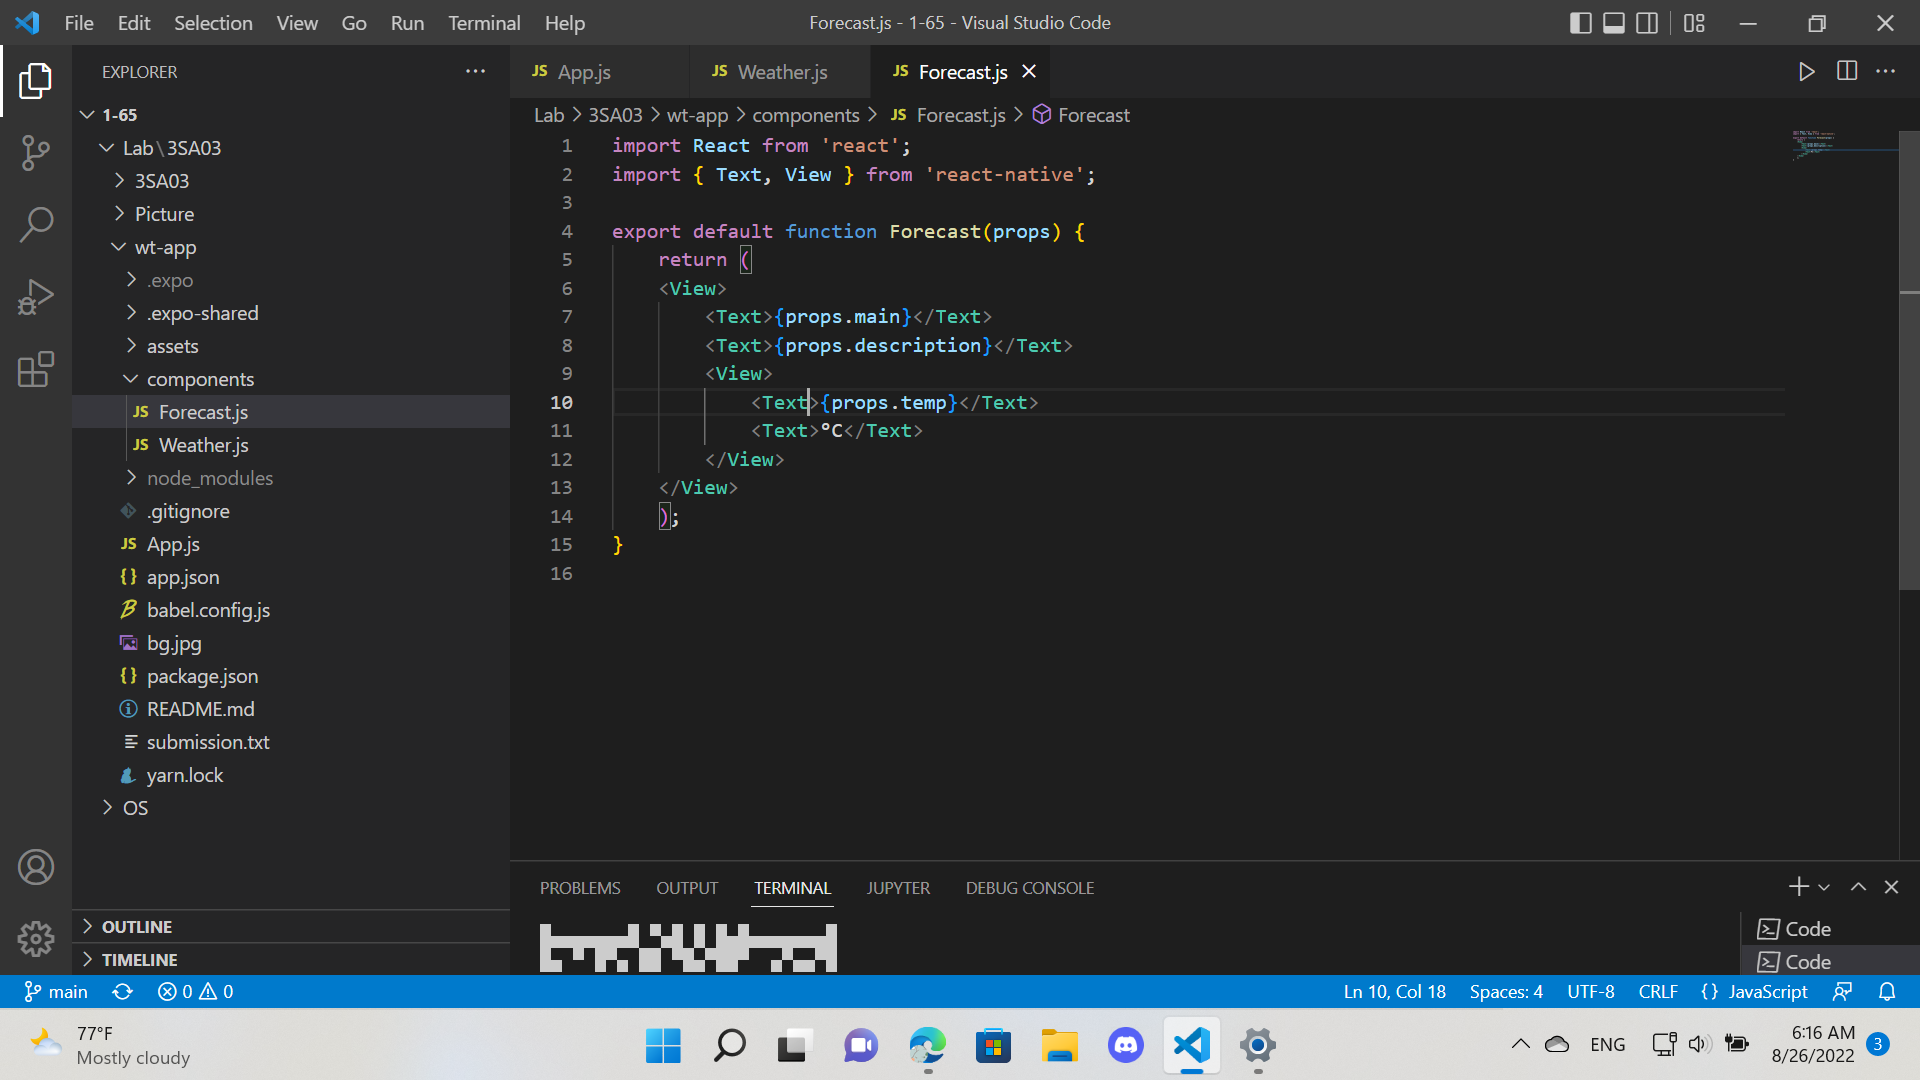 File Edit Selection View Go Run Terminal Help
Forecast.js - 1-65 - Visual Studio Code
EXPLORER
1-65
Lab\3SA03
3SA03
Picture
wt-app
.expo
.expo-shared
assets
components
JS Forecast.js
JS Weather.js
node_modules
.gitignore
JS App.js
{} app.json
babel.config.js
bg.jpg
{} package.json
README.md
submission.txt
yarn.lock
OS
OUTLINE
TIMELINE
JS App.js
JS Weather.js
JS Forecast.js
Lab > 3SA03 > wt-app > components > JS Forecast.js > Forecast
1 import React from 'react';
2 import { Text, View } from 'react-native';
3
4 export default function Forecast(props) {
5 return (
6 <View>
7 <Text>{props.main}</Text>
8 <Text>{props.description}</Text>
9 <View>
10 <Text>{props.temp}</Text>
11 <Text>°C</Text>
12 </View>
13 </View>
14 );
15 }
16
PROBLEMS OUTPUT TERMINAL JUPYTER DEBUG CONSOLE
Code
Code
main 0 0 Ln 10, Col 18 Spaces: 4 UTF-8 CRLF {} JavaScript
77°F
Mostly cloudy
ENG
6:16 AM
8/26/2022
3